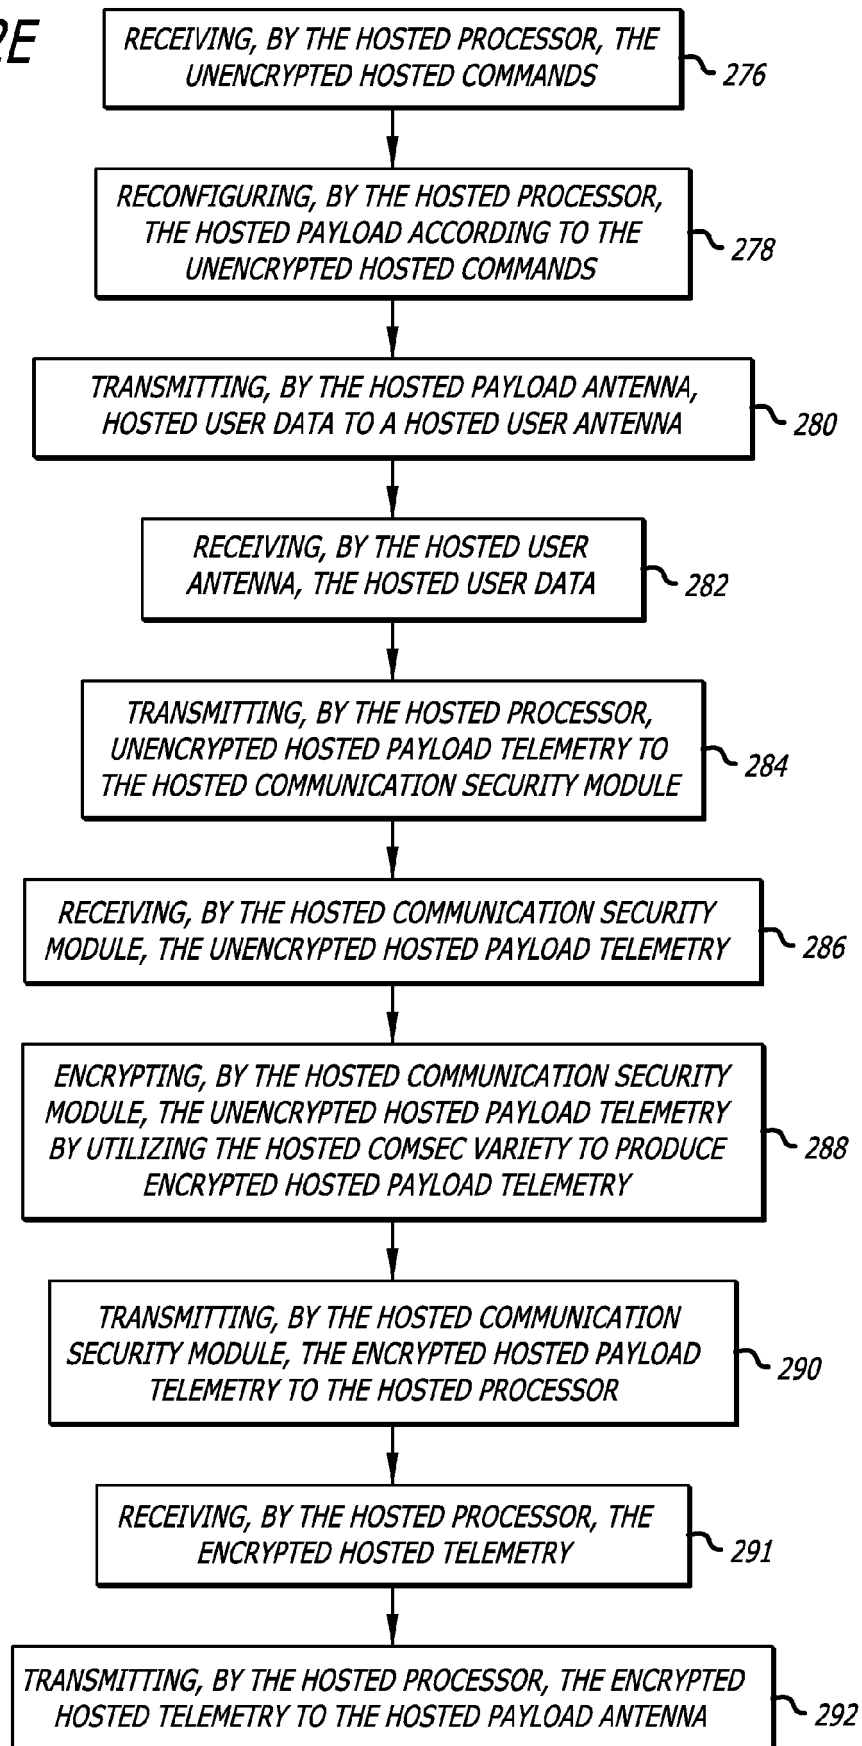 2E
RECEIVING, BY THE HOSTED PROCESSOR, THE
UNENCRYPTED HOSTED COMMANDS
276
RECONFIGURING, BY THE HOSTED PROCESSOR,
THE HOSTED PAYLOAD ACCORDING TO THE
UNENCRYPTED HOSTED COMMANDS
278
TRANSMITTING, BY THE HOSTED PAYLOAD ANTENNA,
HOSTED USER DATA TO A HOSTED USER ANTENNA
280
RECEIVING, BY THE HOSTED USER
ANTENNA, THE HOSTED USER DATA
282
TRANSMITTING, BY THE HOSTED PROCESSOR,
UNENCRYPTED HOSTED PAYLOAD TELEMETRY TO
THE HOSTED COMMUNICATION SECURITY MODULE
284
RECEIVING, BY THE HOSTED COMMUNICATION SECURITY
MODULE, THE UNENCRYPTED HOSTED PAYLOAD TELEMETRY
286
ENCRYPTING, BY THE HOSTED COMMUNICATION SECURITY
MODULE, THE UNENCRYPTED HOSTED PAYLOAD TELEMETRY
BY UTILIZING THE HOSTED COMSEC VARIETY TO PRODUCE
ENCRYPTED HOSTED PAYLOAD TELEMETRY
288
TRANSMITTING, BY THE HOSTED COMMUNICATION
SECURITY MODULE, THE ENCRYPTED HOSTED PAYLOAD
TELEMETRY TO THE HOSTED PROCESSOR
290
RECEIVING, BY THE HOSTED PROCESSOR, THE
ENCRYPTED HOSTED TELEMETRY
291
TRANSMITTING, BY THE HOSTED PROCESSOR, THE ENCRYPTED
HOSTED TELEMETRY TO THE HOSTED PAYLOAD ANTENNA
292